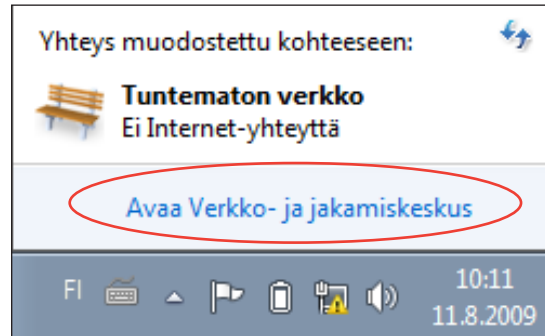 Yhteys muodostettu kohteeseen:
Tuntematon verkko
Ei Internet-yhteyttä
Avaa Verkko- ja jakamiskeskus
FI
10:11
11.8.2009